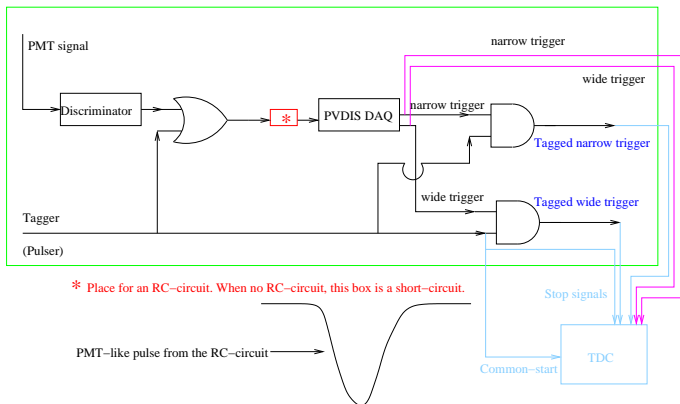 narrow trigger
PMT signal
wide trigger
Discriminator
*
PVDIS DAQ
narrow trigger
Tagged narrow trigger
wide trigger
Tagged wide trigger
Tagger
(Pulser)
* Place for an RC−circuit. When no RC−circuit, this box is a short−circuit.
Stop signals
PMT−like pulse from the RC−circuit
TDC
Common−start